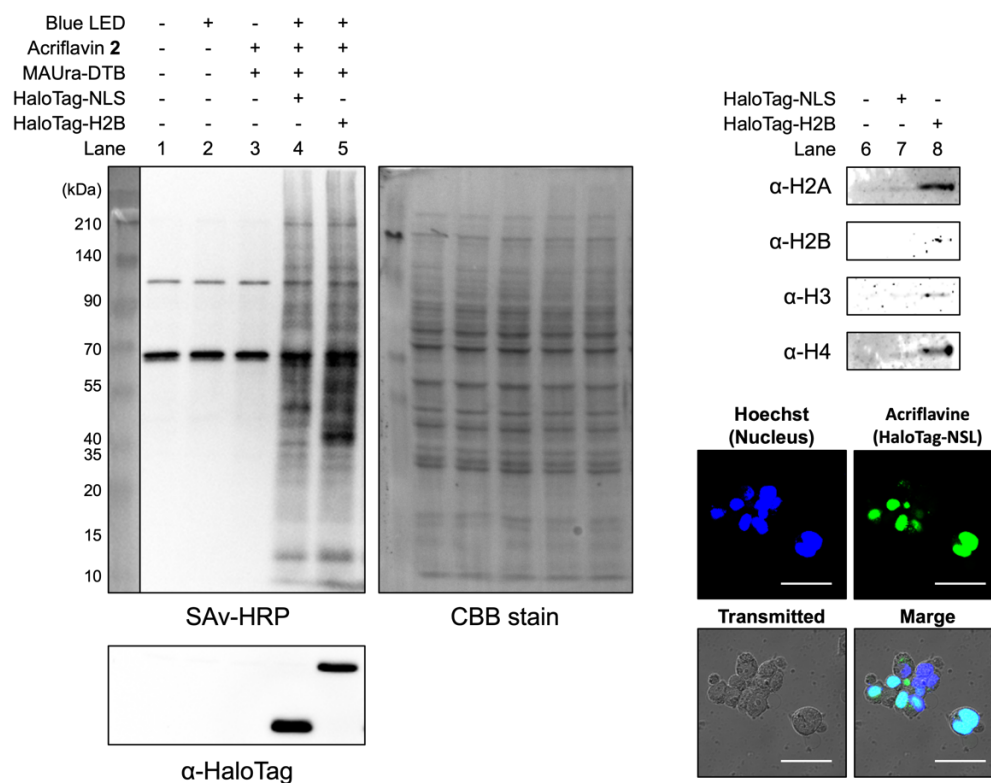 Blue LED - + - + +
Acriflavin 2 - - + + +
MAUra-DTB - - + + +
HaloTag-NLS - - - + -
HaloTag-H2B - - - - +
Lane 1 2 3 4 5
(kDa)
210
140
90
70
55
40
35
20
15
10
SAv-HRP
CBB stain
α-HaloTag
HaloTag-NLS - + -
HaloTag-H2B - - +
Lane 6 7 8
α-H2A
α-H2B
α-H3
α-H4
Hoechst
(Nucleus)
Acriflavine
(HaloTag-NSL)
Transmitted
Marge